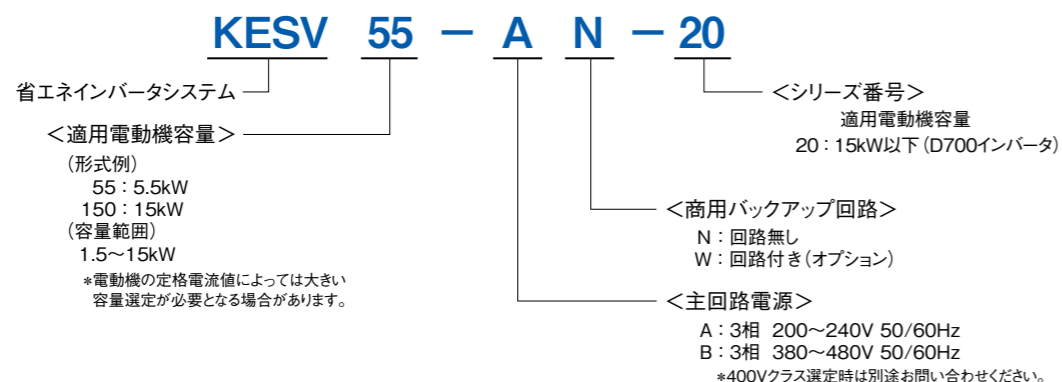 KESV 55 － A N － 20
省エネインバータシステム
＜適用電動機容量＞
(形式例)
55：5.5kW
150：15kW
(容量範囲)
1.5～15kW
*電動機の定格電流値によっては大きい
容量選定が必要となる場合があります。
＜シリーズ番号＞
適用電動機容量
20：15kW以下(D700インバータ)
＜商用バックアップ回路＞
N：回路無し
W：回路付き(オプション)
＜主回路電源＞
A：3相 200～240V 50/60Hz
B：3相 380～480V 50/60Hz
*400Vクラス選定時は別途お問い合わせください。